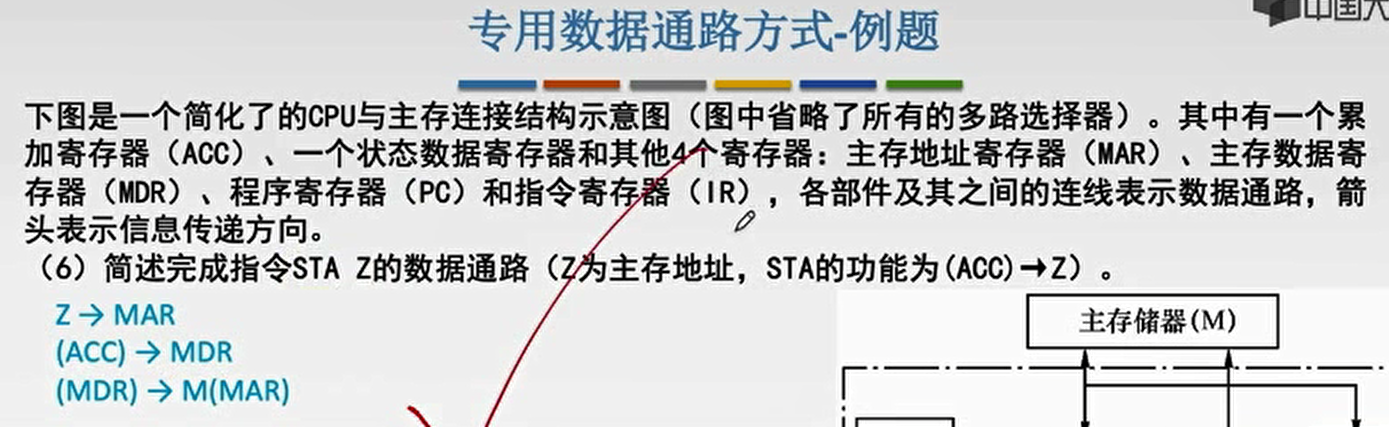 中国大
专用数据通路方式-例题
下图是一个简化了的CPU与主存连接结构示意图（图中省略了所有的多路选择器）。其中有一个累
加寄存器（ACC）、一个状态数据寄存器和其他4个寄存器：主存地址寄存器（MAR）、主存数据寄
存器（MDR）、程序寄存器（PC）和指令寄存器（IR），各部件及其之间的连线表示数据通路，箭
头表示信息传递方向。
（6）简述完成指令STA Z的数据通路（Z为主存地址，STA的功能为(ACC)→Z）。
Z → MAR
(ACC) → MDR
(MDR) → M(MAR)
主存储器(M)